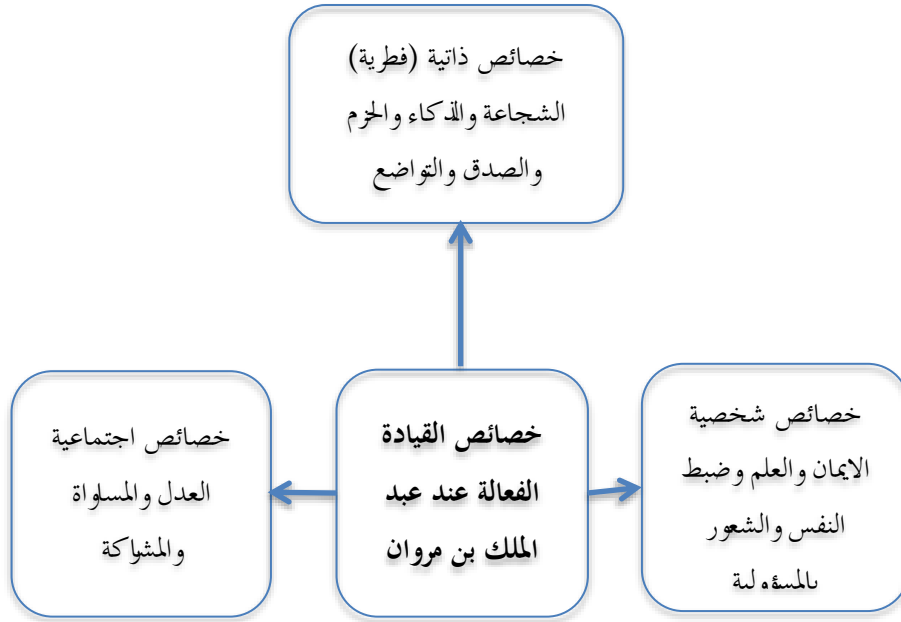 خصائص ذاتية (فطرية)
الشجاعة والذكاء والحزم
والصدق والتواضع
خصائص شخصية
الايمان والعلم وضبط
النفس والشعور
بالمسؤولية
خصائص القيادة
الفعالة عند عبد
الملك بن مروان
خصائص اجتماعية
العدل والمساواة
والمشاركة